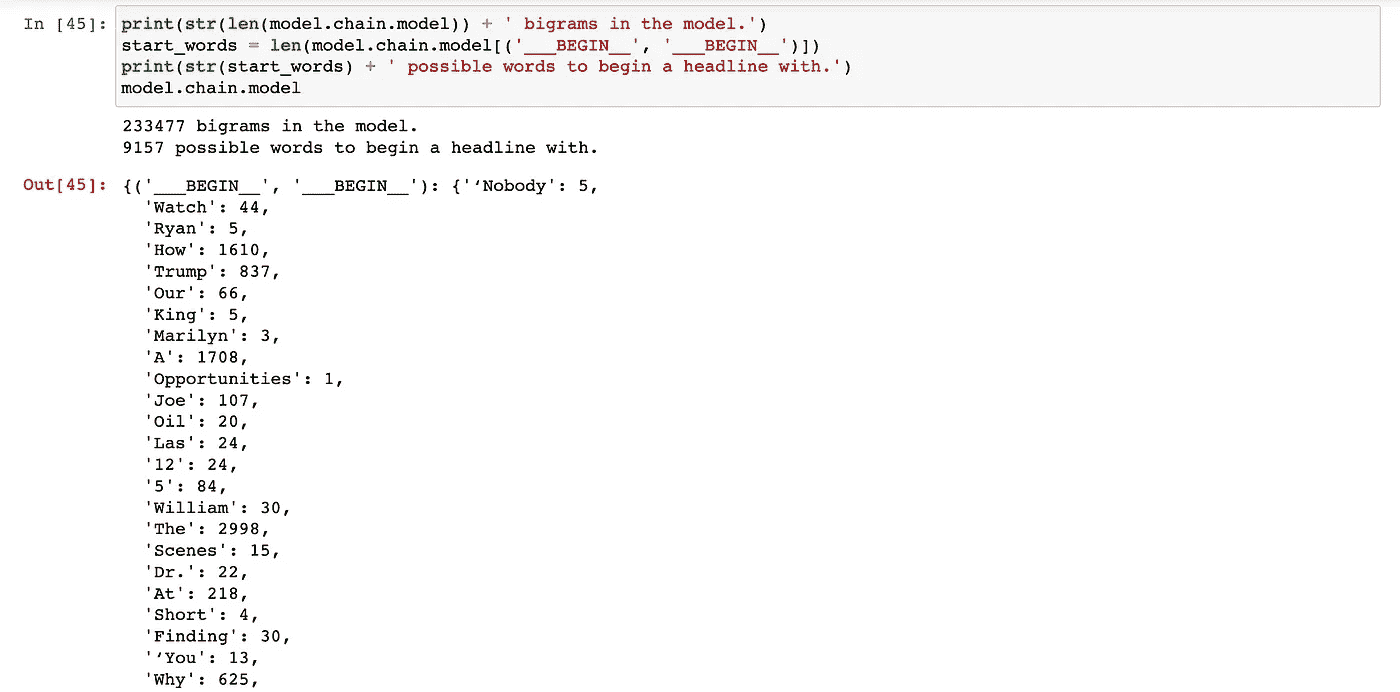 In [45]: print(str(len(model.chain.model)) + ' bigrams in the model.')
start_words = len(model.chain.model[('___BEGIN__', '___BEGIN__')])
print(str(start_words) + ' possible words to begin a headline with.')
model.chain.model
233477 bigrams in the model.
9157 possible words to begin a headline with.
Out[45]: {('___BEGIN__', '___BEGIN__'): {'‘Nobody': 5,
'Watch': 44,
'Ryan': 5,
'How': 1610,
'Trump': 837,
'Our': 66,
'King': 5,
'Marilyn': 3,
'A': 1708,
'Opportunities': 1,
'Joe': 107,
'Oil': 20,
'Las': 24,
'12': 24,
'5': 84,
'William': 30,
'The': 2998,
'Scenes': 15,
'Dr.': 22,
'At': 218,
'Short': 4,
'Finding': 30,
'‘You': 13,
'Why': 625,